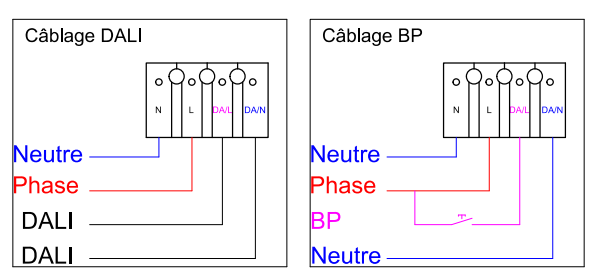 Câblage DALI
N L DA/L DA/N
Neutre
Phase
DALI
DALI
Câblage BP
N L DA/L DA/N
Neutre
Phase
BP
Neutre